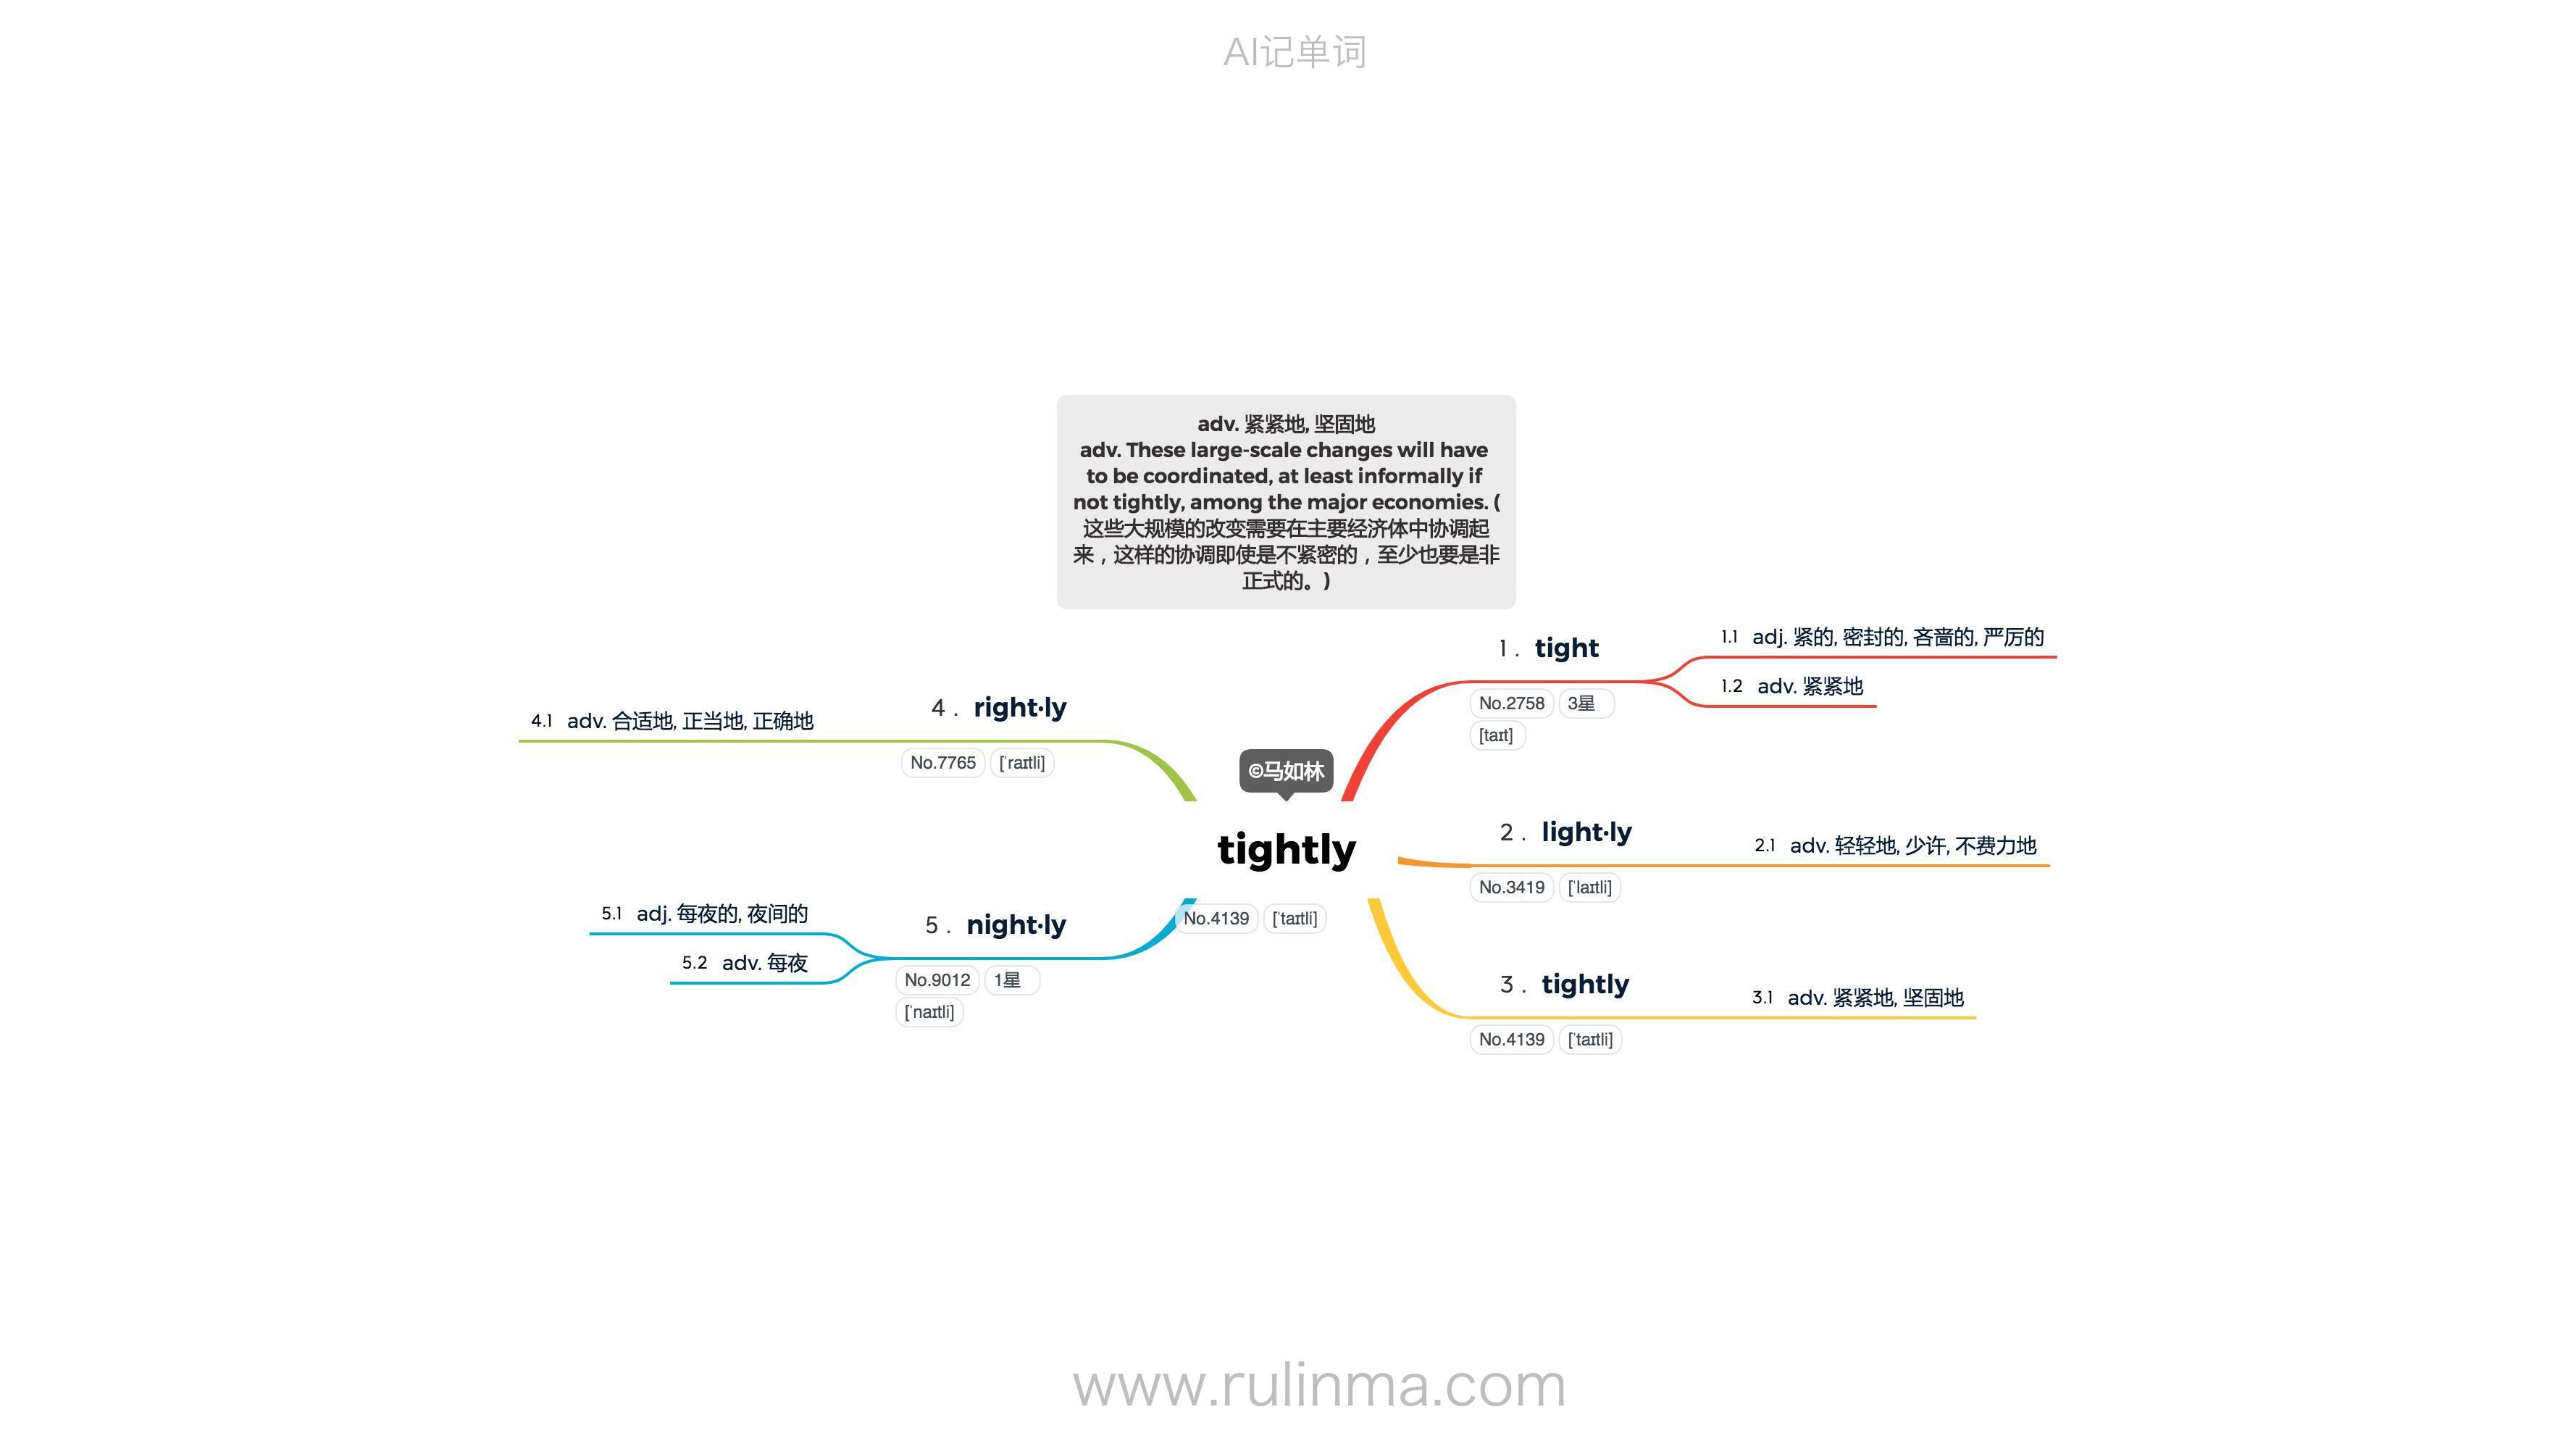 AI记单词
adv. 紧紧地, 坚固地
adv. These large-scale changes will have
to be coordinated, at least informally if
not tightly, among the major economies. (
这些大规模的改变需要在主要经济体中协调起
来，这样的协调即使是不紧密的，至少也要是非
正式的。)
©马如林
tightly
No.4139 [ˈtaɪtli]
1. tight
No.2758 3星
[taɪt]
1.1 adj. 紧的, 密封的, 吝啬的, 严厉的
1.2 adv. 紧紧地
2. light·ly
No.3419 [ˈlaɪtli]
2.1 adv. 轻轻地, 少许, 不费力地
3. tightly
No.4139 [ˈtaɪtli]
3.1 adv. 紧紧地, 坚固地
4. right·ly
No.7765 [ˈraɪtli]
4.1 adv. 合适地, 正当地, 正确地
5. night·ly
No.9012 1星
[ˈnaɪtli]
5.1 adj. 每夜的, 夜间的
5.2 adv. 每夜
www.rulinma.com